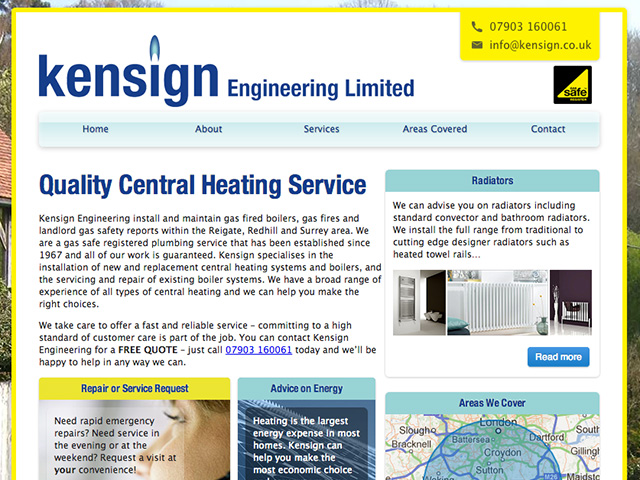 07903 160061
info@kensign.co.uk
kensign Engineering Limited
gas
safe
REGISTER
Home About Services Areas Covered Contact
Quality Central Heating Service
Kensign Engineering install and maintain gas fired boilers, gas fires and
landlord gas safety reports within the Reigate, Redhill and Surrey area. We
are a gas safe registered plumbing service that has been established since
1967 and all of our work is guaranteed. Kensign specialises in the
installation of new and replacement central heating systems and boilers, and
the servicing and repair of existing boiler systems. We have a broad range of
experience of all types of central heating and we can help you make the
right choices.
We take care to offer a fast and reliable service – committing to a high
standard of customer care is part of the job. You can contact Kensign
Engineering for a FREE QUOTE – just call 07903 160061 today and we'll be
happy to help in any way we can.
Radiators
We can advise you on radiators including
standard convector and bathroom radiators.
We install the full range from traditional to
cutting edge designer radiators such as
heated towel rails...
Read more
Repair or Service Request
Need rapid emergency
repairs? Need service in
the evening or at the
weekend? Request a visit at
your convenience!
Advice on Energy
Heating is the largest
energy expense in most
homes. Kensign can
help you make the
most economic choice
Areas We Cover
London
Slough
Battersea
Dartford
Bracknell
Croydon
Gilling
Sutton
Woking
Maidst
M26